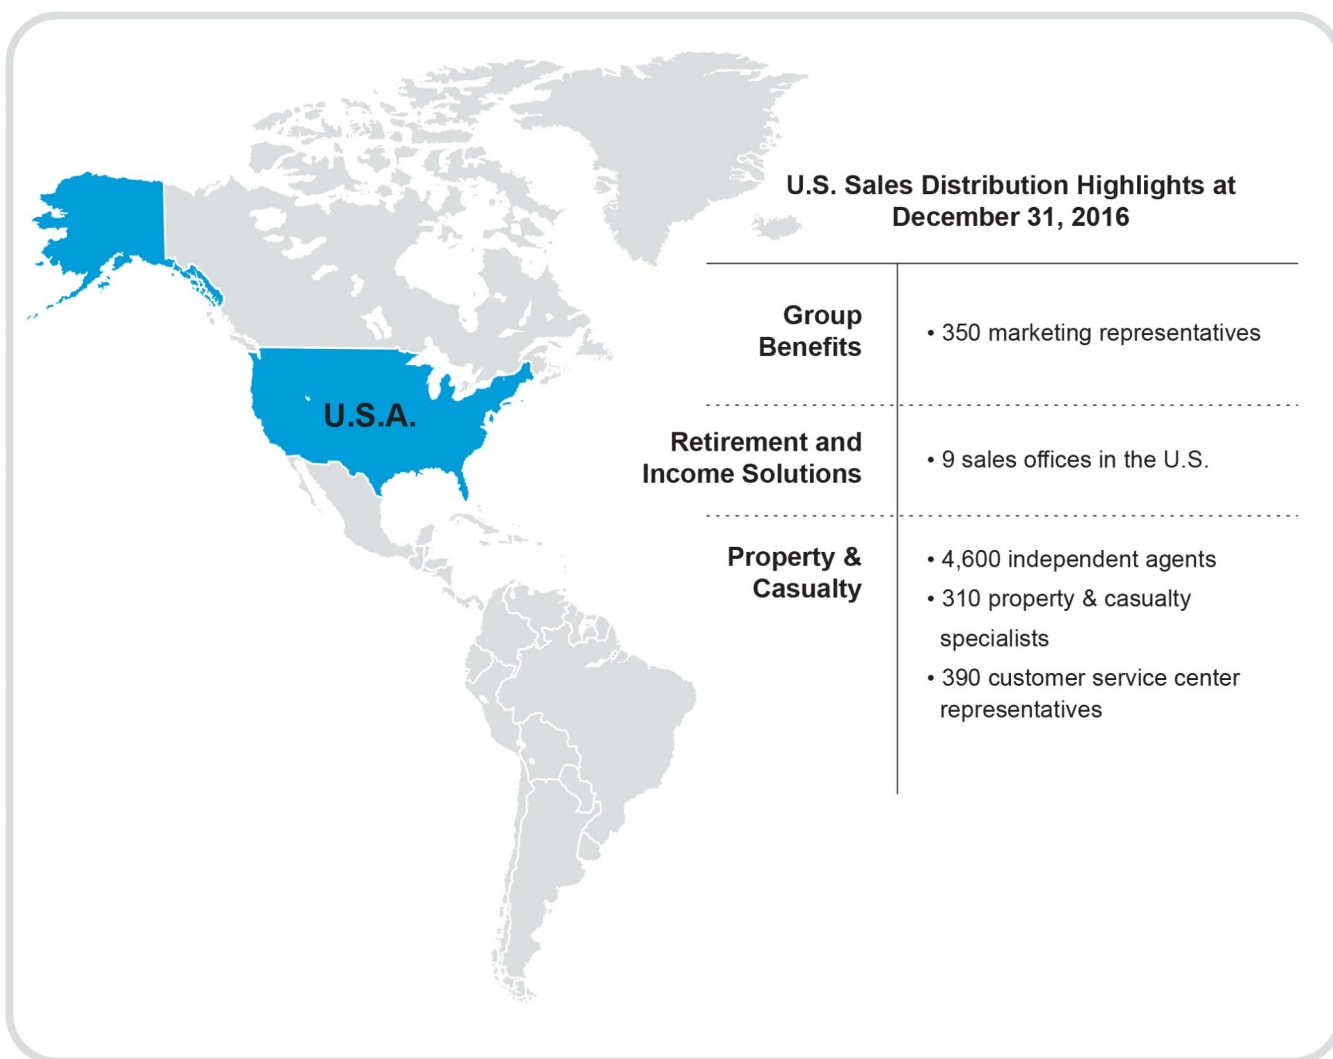 U.S. Sales Distribution Highlights at
December 31, 2016
Group
Benefits
• 350 marketing representatives
U.S.A.
Retirement and
Income Solutions
• 9 sales offices in the U.S.
Property &
Casualty
• 4,600 independent agents
• 310 property & casualty
specialists
• 390 customer service center
representatives